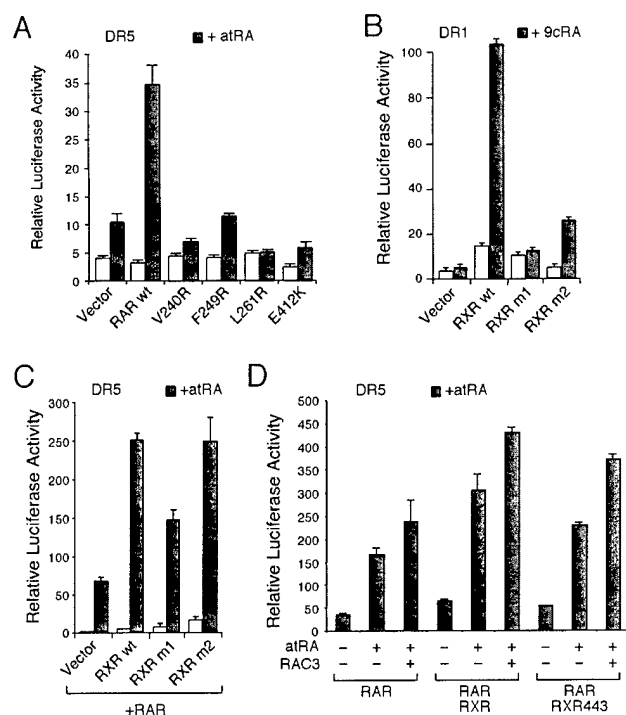 A
DR5
+ atRA
Relative Luciferase Activity
40
35
30
25
20
15
10
5
0
Vector
RAR wt
V240R
F249R
L261R
E412K
B
DR1
+ 9cRA
Relative Luciferase Activity
100
80
60
40
20
0
Vector
RXR wt
RXR m1
RXR m2
C
DR5
+atRA
Relative Luciferase Activity
300
250
200
150
100
50
0
Vector
RXR wt
RXR m1
RXR m2
+RAR
D
DR5
+atRA
Relative Luciferase Activity
500
450
400
350
300
250
200
150
100
50
0
atRA − + + − + + − + +
RAC3 + + +
RAR
RAR
RXR
RAR
RXR443